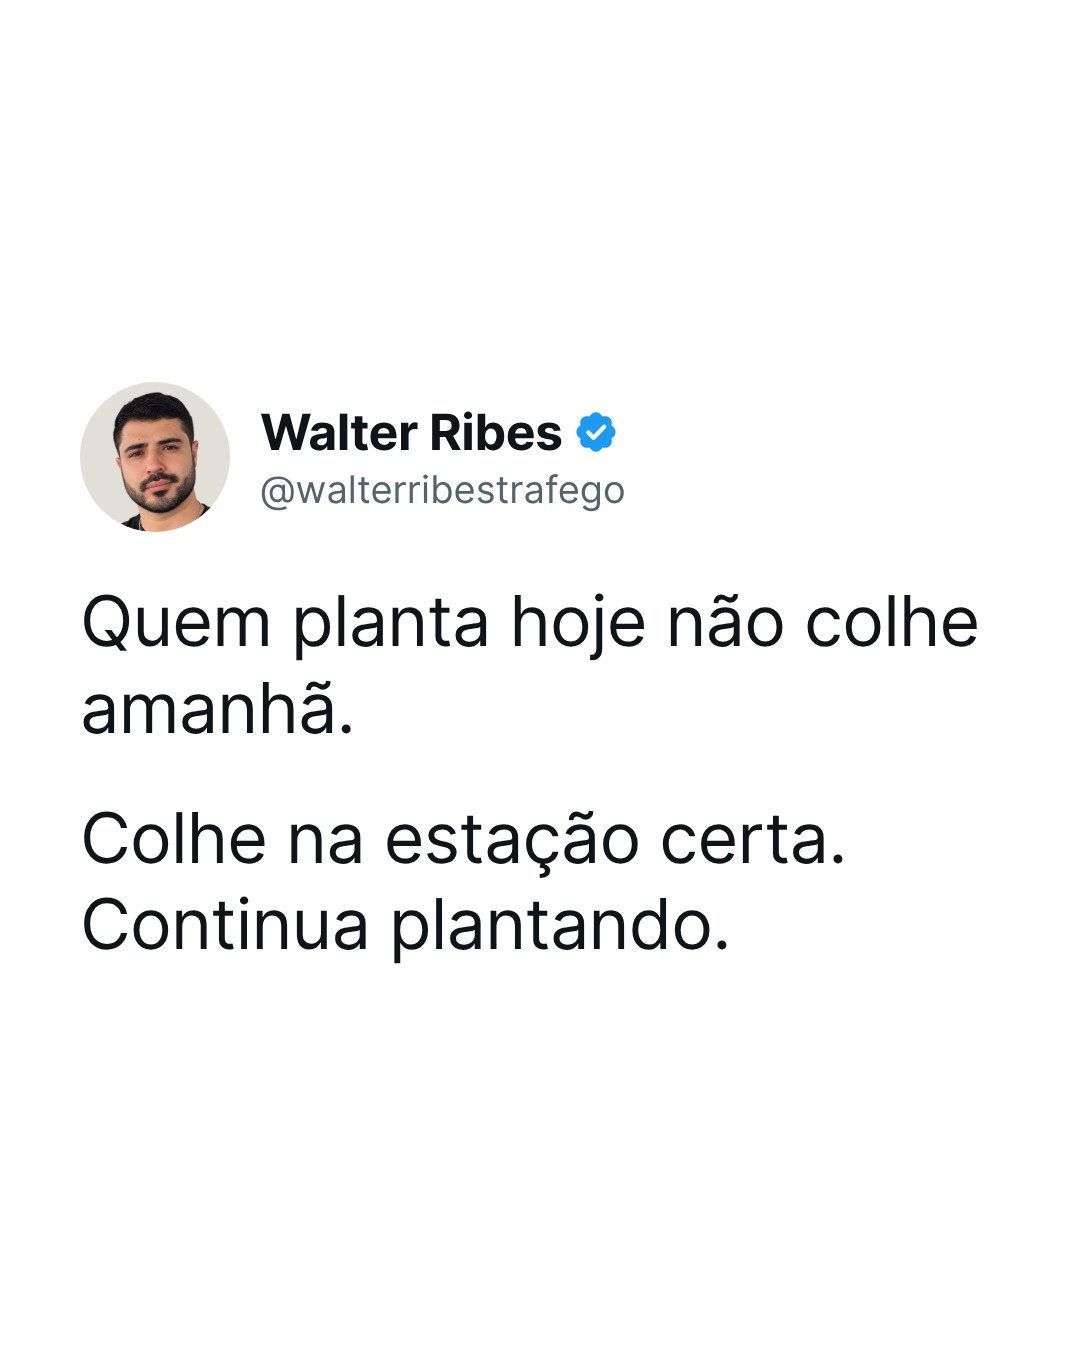 Walter Ribes
@walterribestrafego
Quem planta hoje não colhe
amanhã.
Colhe na estação certa.
Continua plantando.